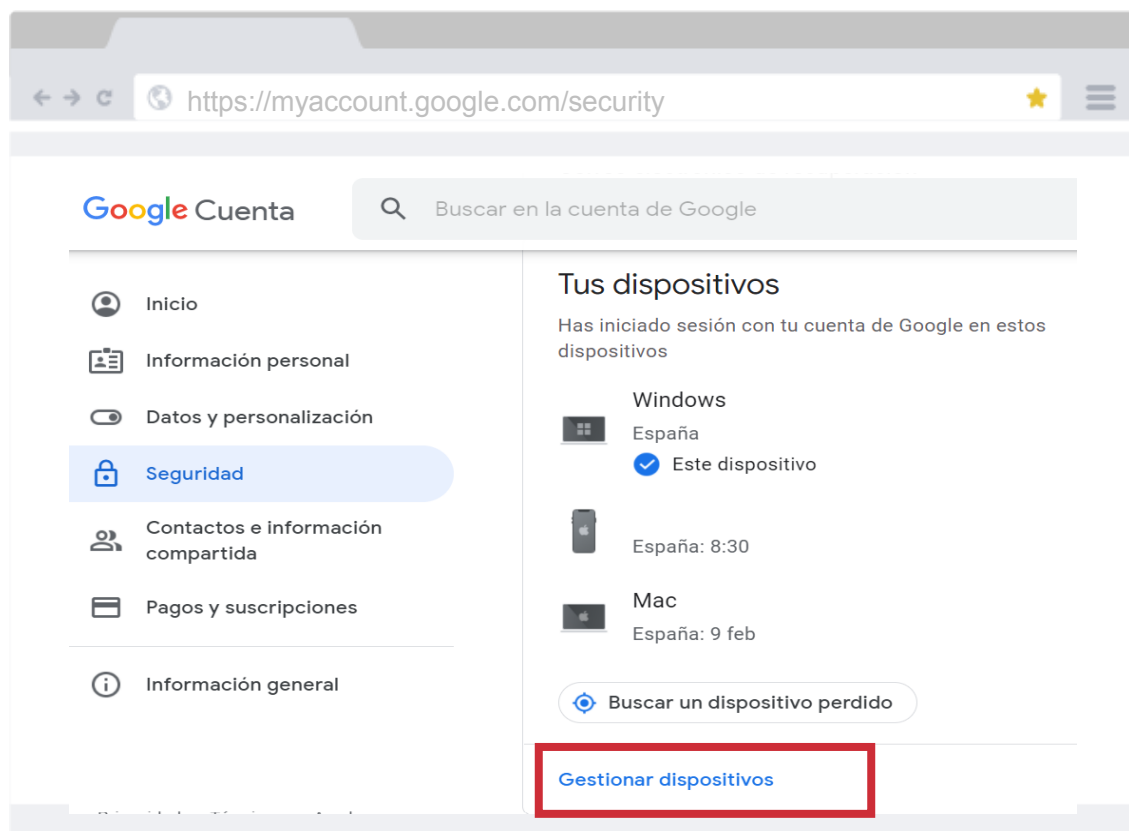 https://myaccount.google.com/security
Google Cuenta
Buscar en la cuenta de Google
Inicio
Información personal
Datos y personalización
Seguridad
Contactos e información
compartida
Pagos y suscripciones
Información general
Tus dispositivos
Has iniciado sesión con tu cuenta de Google en estos
dispositivos
Windows
España
Este dispositivo
España: 8:30
Mac
España: 9 feb
Buscar un dispositivo perdido
Gestionar dispositivos